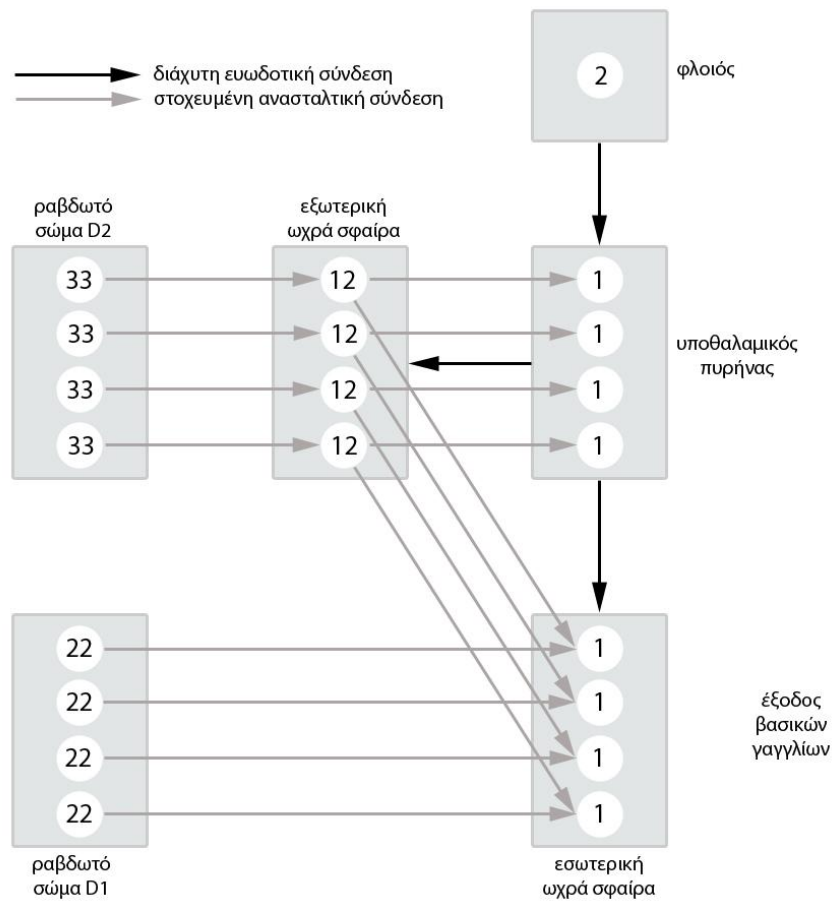 διάχυτη ευωδοτική σύνδεση
στοχευμένη ανασταλτική σύνδεση
2
φλοιός
ραβδωτό
σώμα D2
εξωτερική
ωχρά σφαίρα
33
12
1
33
12
1
33
12
1
33
12
1
υποθαλαμικός
πυρήνας
22
1
22
1
22
1
22
1
έξοδος
βασικών
γαγγλίων
ραβδωτό
σώμα D1
εσωτερική
ωχρά σφαίρα